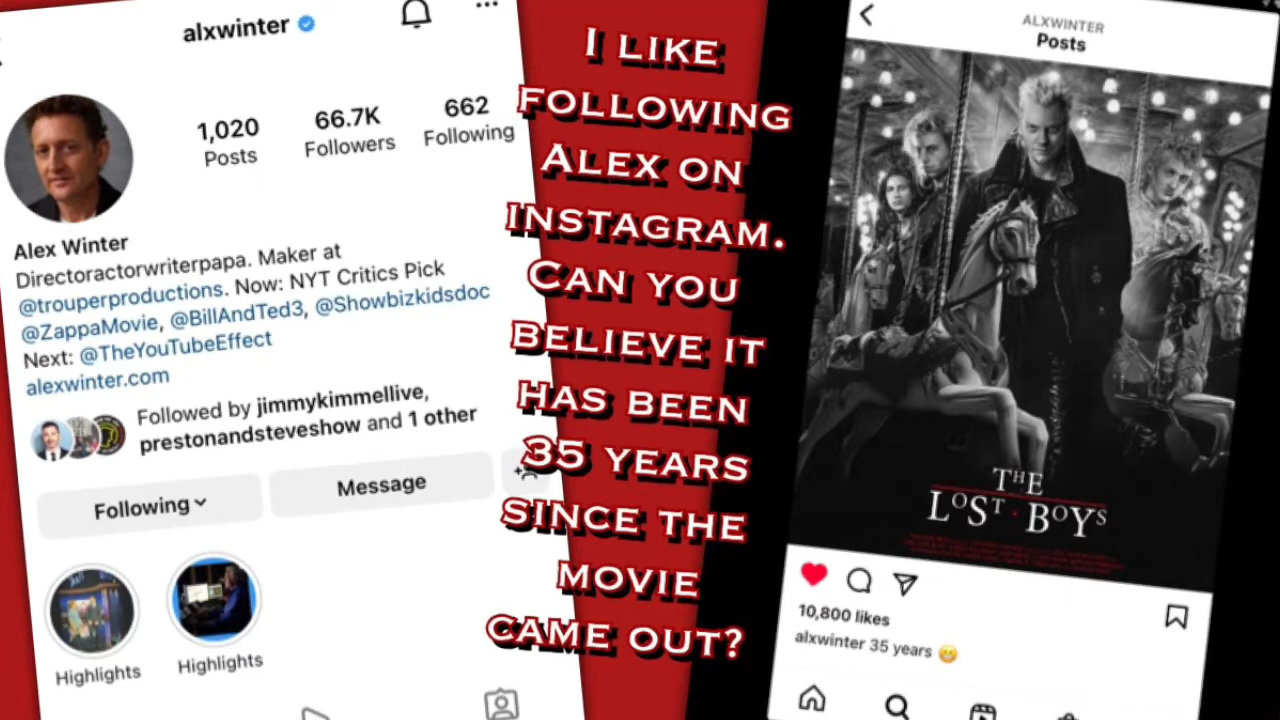 alxwinter
1,020
Posts
66.7K
Followers
662
Following
Alex Winter
Directoractorwriterpapa. Maker at
@trouperproductions. Now: NYT Critics Pick
@ZappaMovie, @BillAndTed3, @Showbizkidsdoc
Next: @TheYouTubeEffect
alexwinter.com
Followed by jimmykimmellive,
prestonandsteveshow and 1 other
Following
Message
Highlights
Highlights
I LIKE
FOLLOWING
ALEX ON
INSTAGRAM.
CAN YOU
BELIEVE IT
HAS BEEN
35 YEARS
SINCE THE
MOVIE
CAME OUT?
ALXWINTER
Posts
THE
LOST BOYS
10,800 likes
alxwinter 35 years 😄